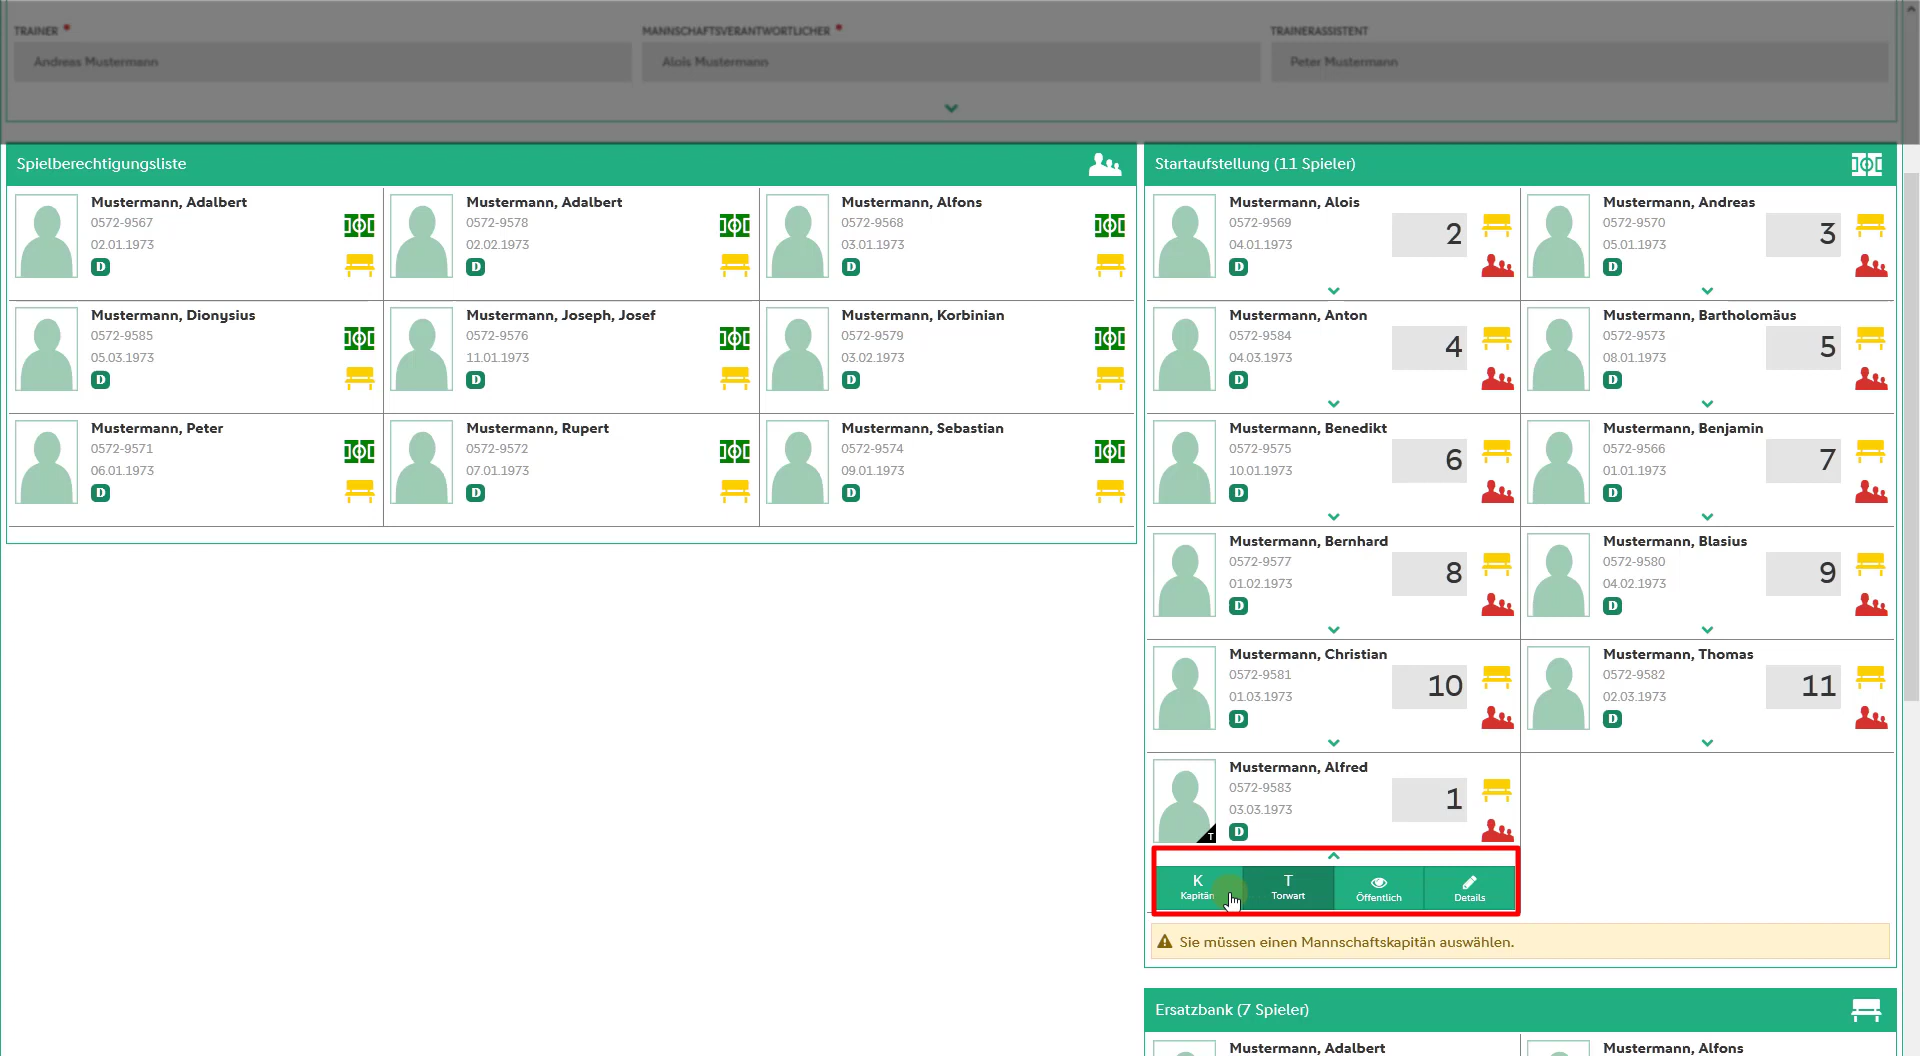 TRAINER *
MANNSCHAFTSVERANTWORTLICHER *
TRAINERASSISTENT
Andreas Mustermann
Alois Mustermann
Peter Mustermann
Spielberechtigungsliste
Mustermann, Adalbert
0572-9567
02.01.1973
D
Mustermann, Adalbert
0572-9578
02.02.1973
D
Mustermann, Alfons
0572-9568
03.01.1973
D
Mustermann, Dionysius
0572-9585
05.03.1973
D
Mustermann, Joseph, Josef
0572-9576
11.01.1973
D
Mustermann, Korbinian
0572-9579
03.02.1973
D
Mustermann, Peter
0572-9571
06.01.1973
D
Mustermann, Rupert
0572-9572
07.01.1973
D
Mustermann, Sebastian
0572-9574
09.01.1973
D
Startaufstellung (11 Spieler)
Mustermann, Alois
0572-9569
04.01.1973
D
2
Mustermann, Andreas
0572-9570
05.01.1973
D
3
Mustermann, Anton
0572-9584
04.03.1973
D
4
Mustermann, Bartholomäus
0572-9573
08.01.1973
D
5
Mustermann, Benedikt
0572-9575
10.01.1973
D
6
Mustermann, Benjamin
0572-9566
01.01.1973
D
7
Mustermann, Bernhard
0572-9577
01.02.1973
D
8
Mustermann, Blasius
0572-9580
04.02.1973
D
9
Mustermann, Christian
0572-9581
01.03.1973
D
10
Mustermann, Thomas
0572-9582
02.03.1973
D
11
Mustermann, Alfred
0572-9583
03.03.1973
T
D
1
K
Kapitän
T
Torwart
Öffentlich
Details
Sie müssen einen Mannschaftskapitän auswählen.
Ersatzbank (7 Spieler)
Mustermann, Adalbert
Mustermann, Alfons